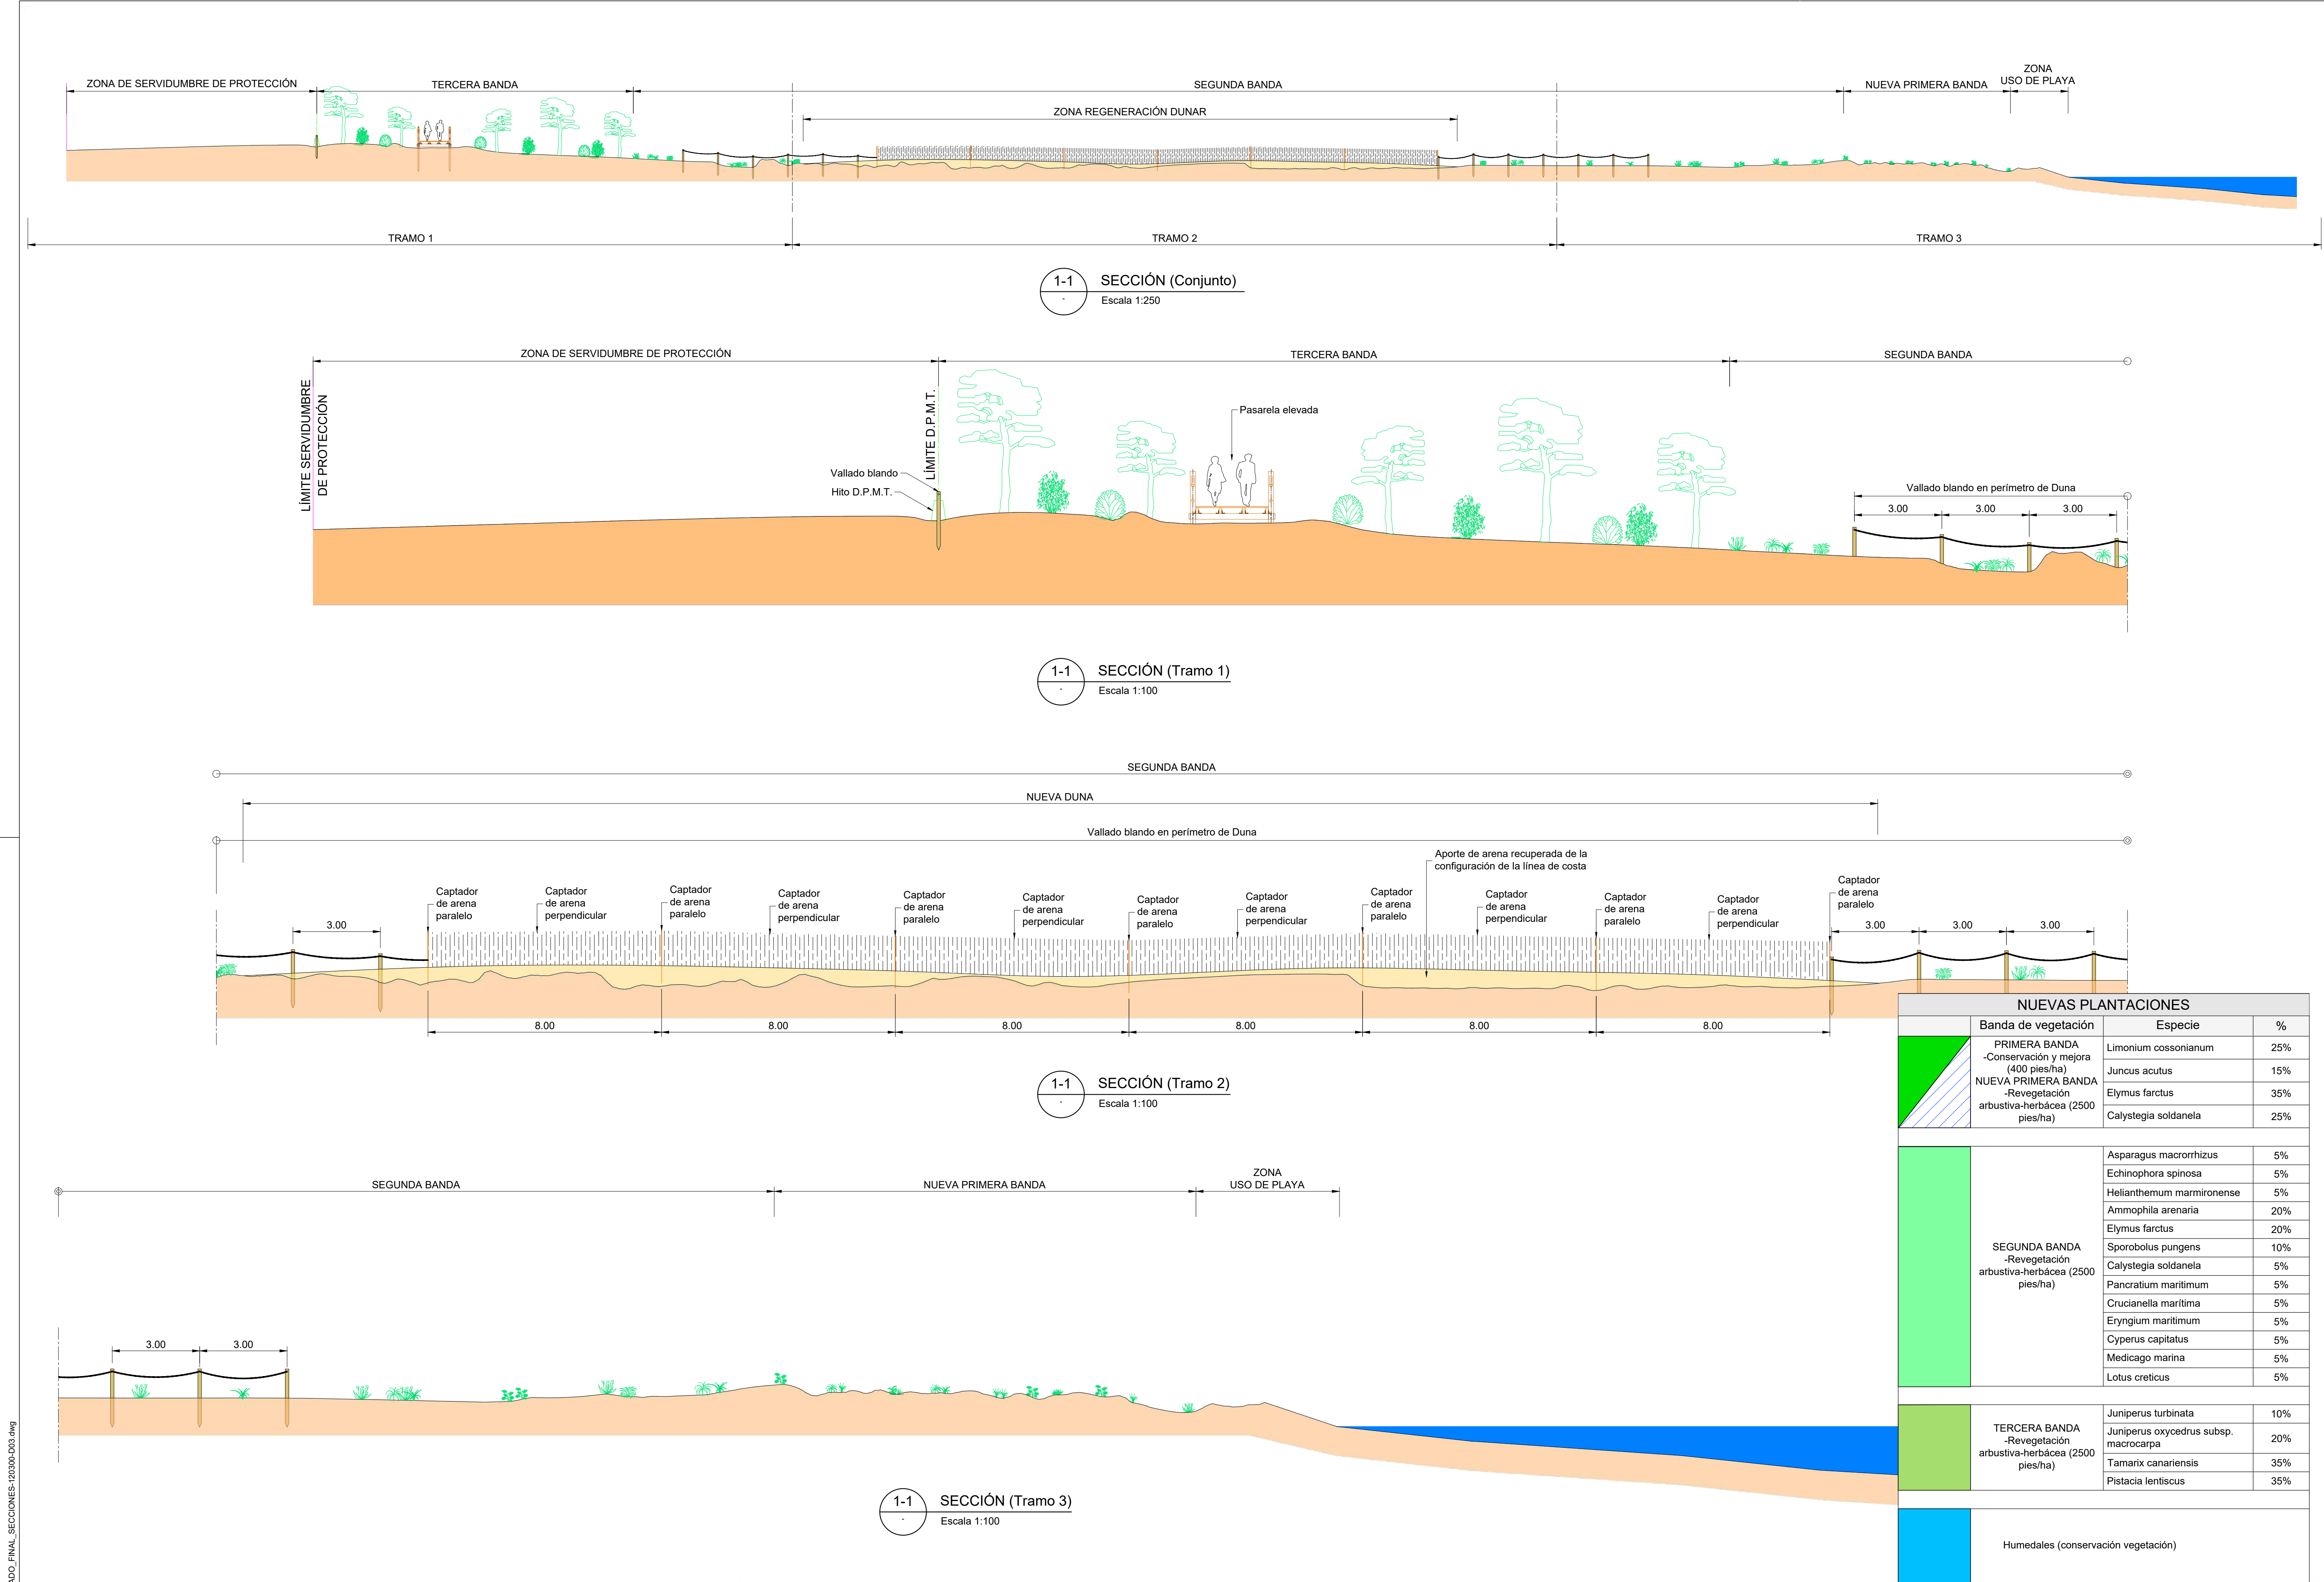 ZONA DE SERVIDUMBRE DE PROTECCIÓN
TERCERA BANDA
SEGUNDA BANDA
NUEVA PRIMERA BANDA
ZONA
USO DE PLAYA
ZONA REGENERACIÓN DUNAR
TRAMO 1
TRAMO 2
TRAMO 3
1-1
-
SECCIÓN (Conjunto)
Escala 1:250
ZONA DE SERVIDUMBRE DE PROTECCIÓN
TERCERA BANDA
SEGUNDA BANDA
LÍMITE SERVIDUMBRE
DE PROTECCIÓN
LÍMITE D.P.M.T.
Pasarela elevada
Vallado blando
Hito D.P.M.T.
Vallado blando en perímetro de Duna
3.00
3.00
3.00
1-1
-
SECCIÓN (Tramo 1)
Escala 1:100
SEGUNDA BANDA
NUEVA DUNA
Vallado blando en perímetro de Duna
Aporte de arena recuperada de la
configuración de la línea de costa
3.00
Captador
de arena
paralelo
Captador
de arena
perpendicular
Captador
de arena
paralelo
Captador
de arena
perpendicular
Captador
de arena
paralelo
Captador
de arena
perpendicular
Captador
de arena
paralelo
Captador
de arena
perpendicular
Captador
de arena
paralelo
Captador
de arena
perpendicular
Captador
de arena
paralelo
Captador
de arena
perpendicular
Captador
de arena
paralelo
3.00
3.00
3.00
8.00
8.00
8.00
8.00
8.00
8.00
1-1
-
SECCIÓN (Tramo 2)
Escala 1:100
SEGUNDA BANDA
NUEVA PRIMERA BANDA
ZONA
USO DE PLAYA
3.00
3.00
1-1
-
SECCIÓN (Tramo 3)
Escala 1:100
NUEVAS PLANTACIONES
Banda de vegetación Especie %
PRIMERA BANDA
-Conservación y mejora
(400 pies/ha)
NUEVA PRIMERA BANDA
-Revegetación
arbustiva-herbácea (2500
pies/ha)
Limonium cossonianum 25%
Juncus acutus 15%
Elymus farctus 35%
Calystegia soldanela 25%
SEGUNDA BANDA
-Revegetación
arbustiva-herbácea (2500
pies/ha)
Asparagus macrorrhizus 5%
Echinophora spinosa 5%
Helianthemum marmironense 5%
Ammophila arenaria 20%
Elymus farctus 20%
Sporobolus pungens 10%
Calystegia soldanela 5%
Pancratium maritimum 5%
Crucianella marítima 5%
Eryngium maritimum 5%
Cyperus capitatus 5%
Medicago marina 5%
Lotus creticus 5%
TERCERA BANDA
-Revegetación
arbustiva-herbácea (2500
pies/ha)
Juniperus turbinata 10%
Juniperus oxycedrus subsp.
macrocarpa 20%
Tamarix canariensis 35%
Pistacia lentiscus 35%
Humedales (conservación vegetación)
ADO_FINAL_SECCIONES-120300-D03.dwg